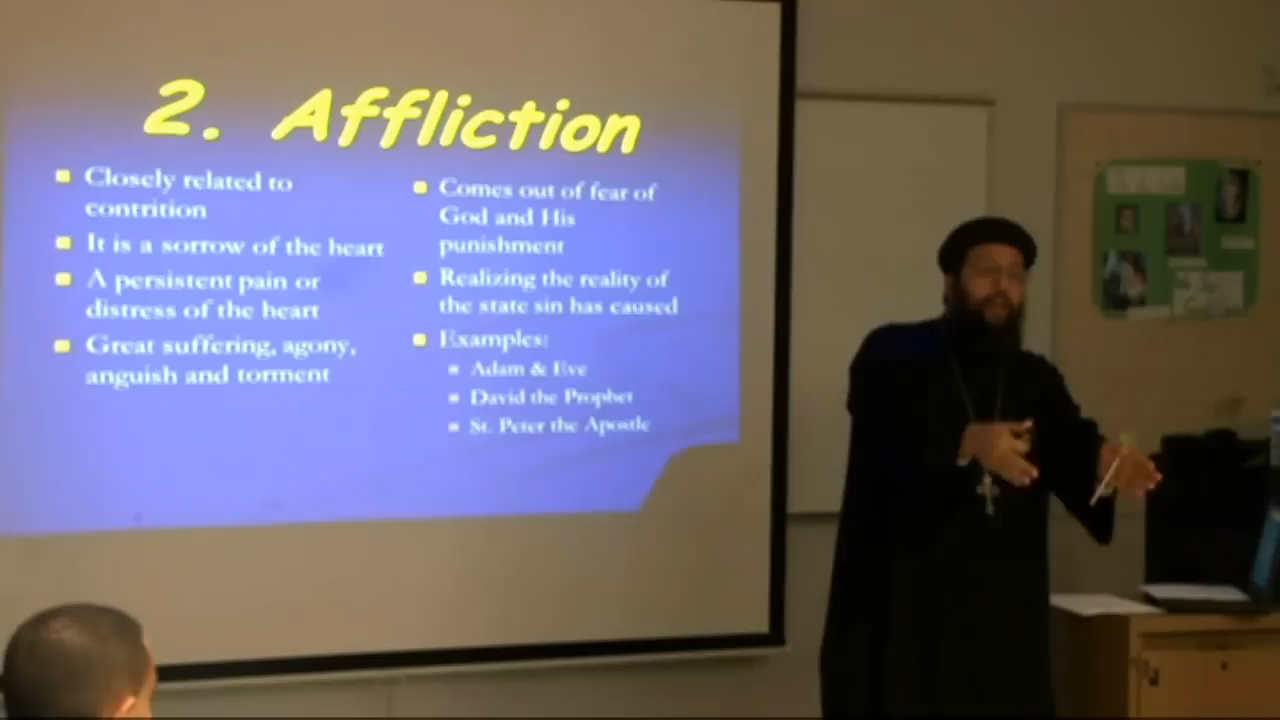 2. Affliction
Closely related to
contrition
It is a sorrow of the heart
A persistent pain or
distress of the heart
Great suffering, agony,
anguish and torment
Comes out of fear of
God and His
punishment
Realizing the reality of
the state sin has caused
Examples:
Adam & Eve
David the Prophet
St. Peter the Apostle